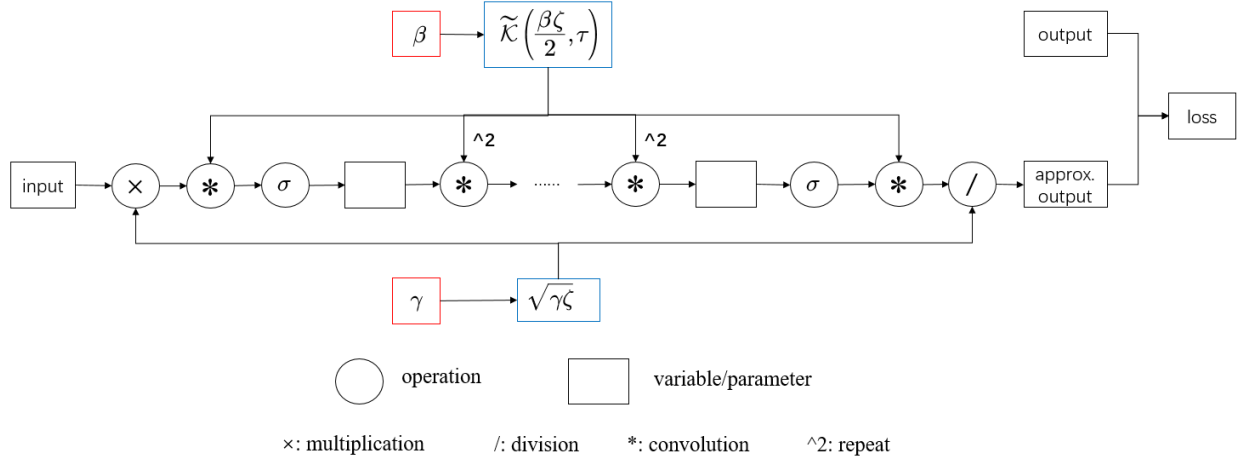 β
𝒦̃(βζ/2, τ)
output
loss
^2
^2
input
×
*
σ
*
......
*
σ
*
/
approx.
output
γ
√γζ
operation
variable/parameter
×: multiplication
/: division
*: convolution
^2: repeat